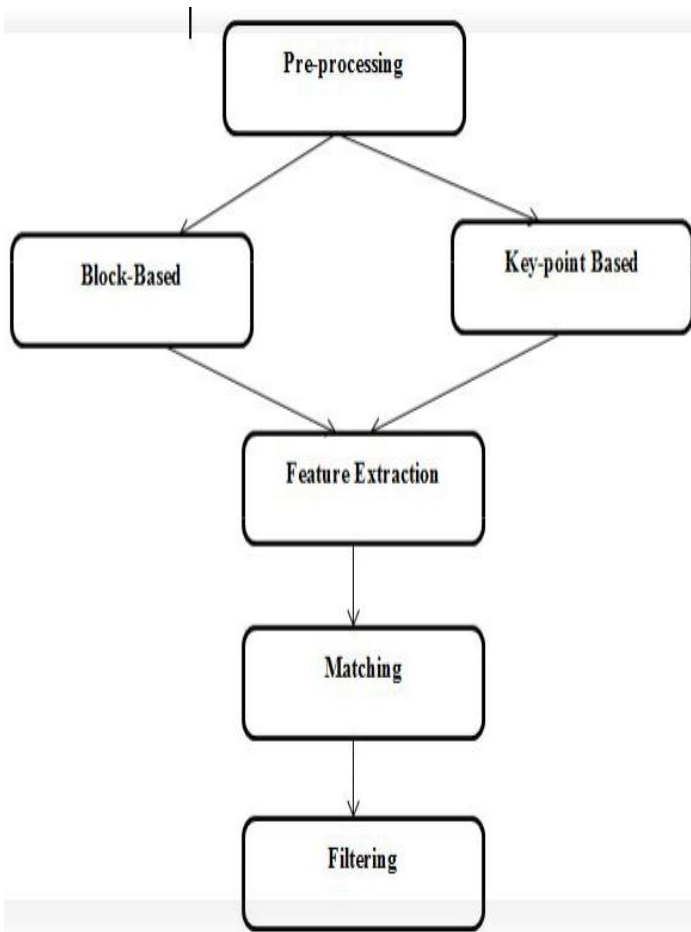 Pre-processing
Block-Based
Key-point Based
Feature Extraction
Matching
Filtering